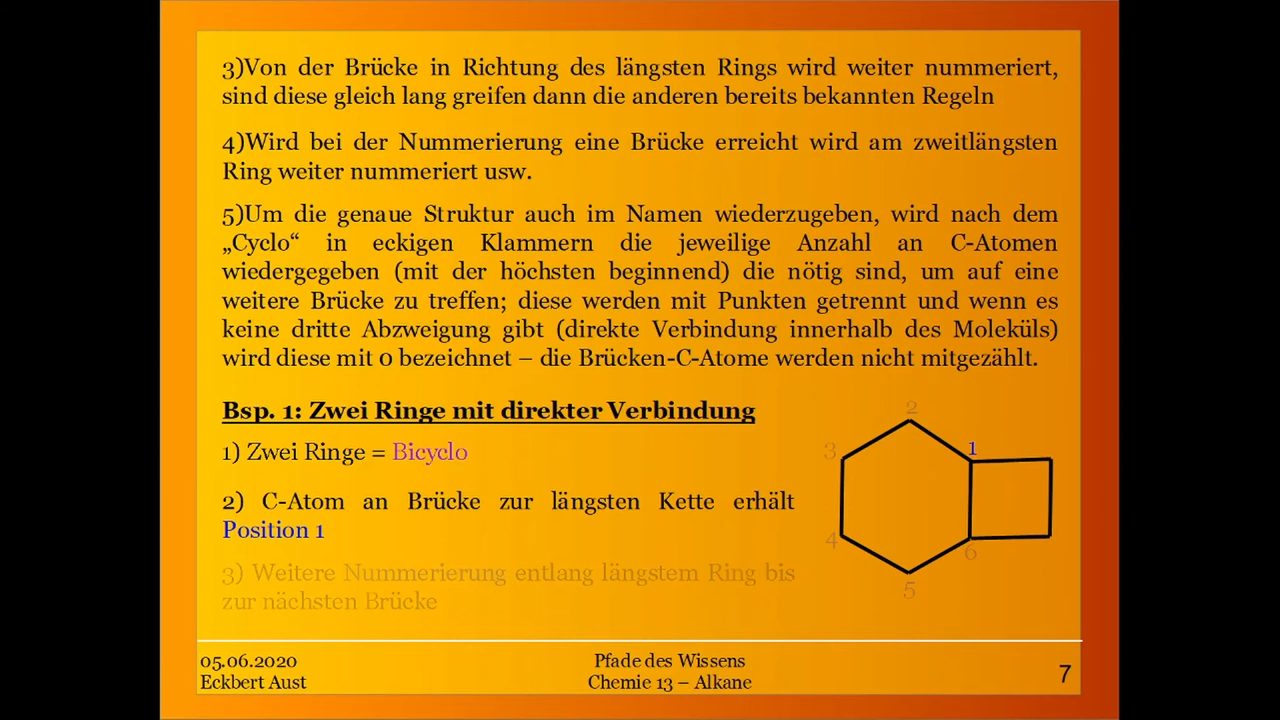 3)Von der Brücke in Richtung des längsten Rings wird weiter nummeriert,
sind diese gleich lang greifen dann die anderen bereits bekannten Regeln
4)Wird bei der Nummerierung eine Brücke erreicht wird am zweitlängsten
Ring weiter nummeriert usw.
5)Um die genaue Struktur auch im Namen wiederzugeben, wird nach dem
„Cyclo“ in eckigen Klammern die jeweilige Anzahl an C-Atomen
wiedergegeben (mit der höchsten beginnend) die nötig sind, um auf eine
weitere Brücke zu treffen; diese werden mit Punkten getrennt und wenn es
keine dritte Abzweigung gibt (direkte Verbindung innerhalb des Moleküls)
wird diese mit 0 bezeichnet – die Brücken-C-Atome werden nicht mitgezählt.
Bsp. 1: Zwei Ringe mit direkter Verbindung
1) Zwei Ringe = Bicyclo
2) C-Atom an Brücke zur längsten Kette erhält
Position 1
3) Weitere Nummerierung entlang längstem Ring bis
zur nächsten Brücke
2
1
3
4
6
5
05.06.2020
Eckbert Aust
Pfade des Wissens
Chemie 13 – Alkane
7